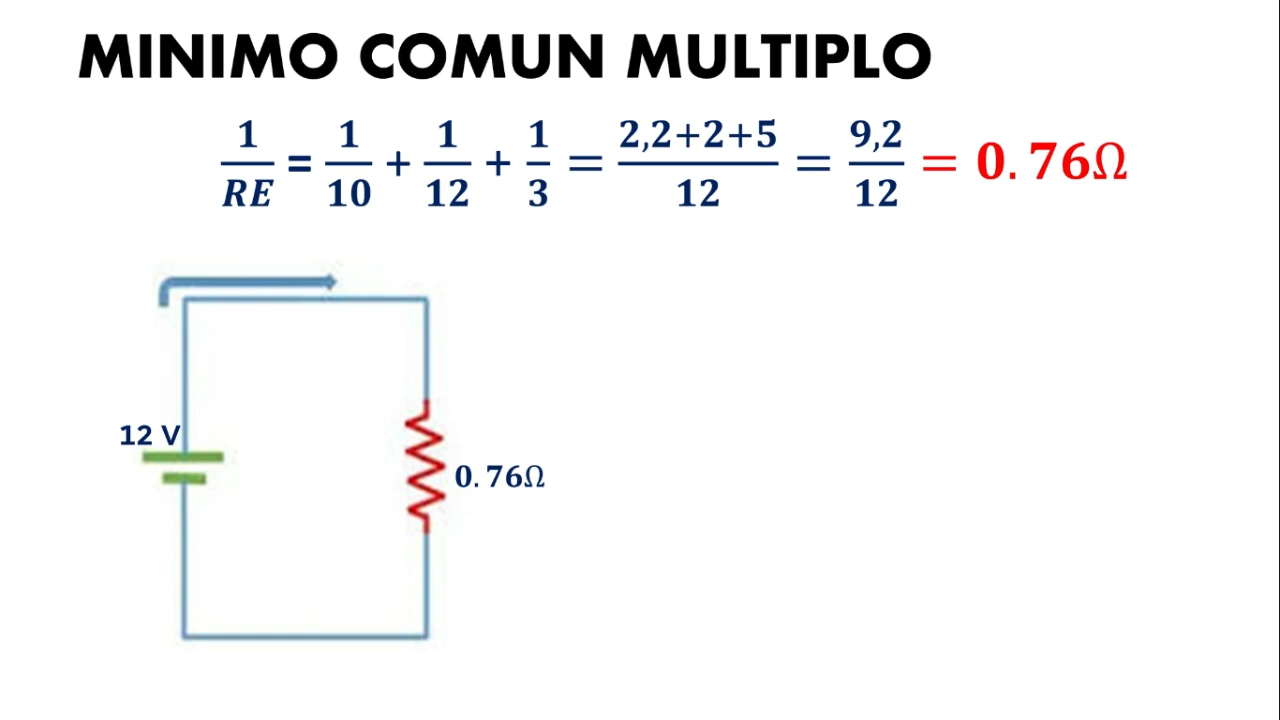 MINIMO COMUN MULTIPLO
1/RE = 1/10 + 1/12 + 1/3 = 2,2+2+5/12 = 9,2/12 = 0.76Ω
12 V
0.76Ω